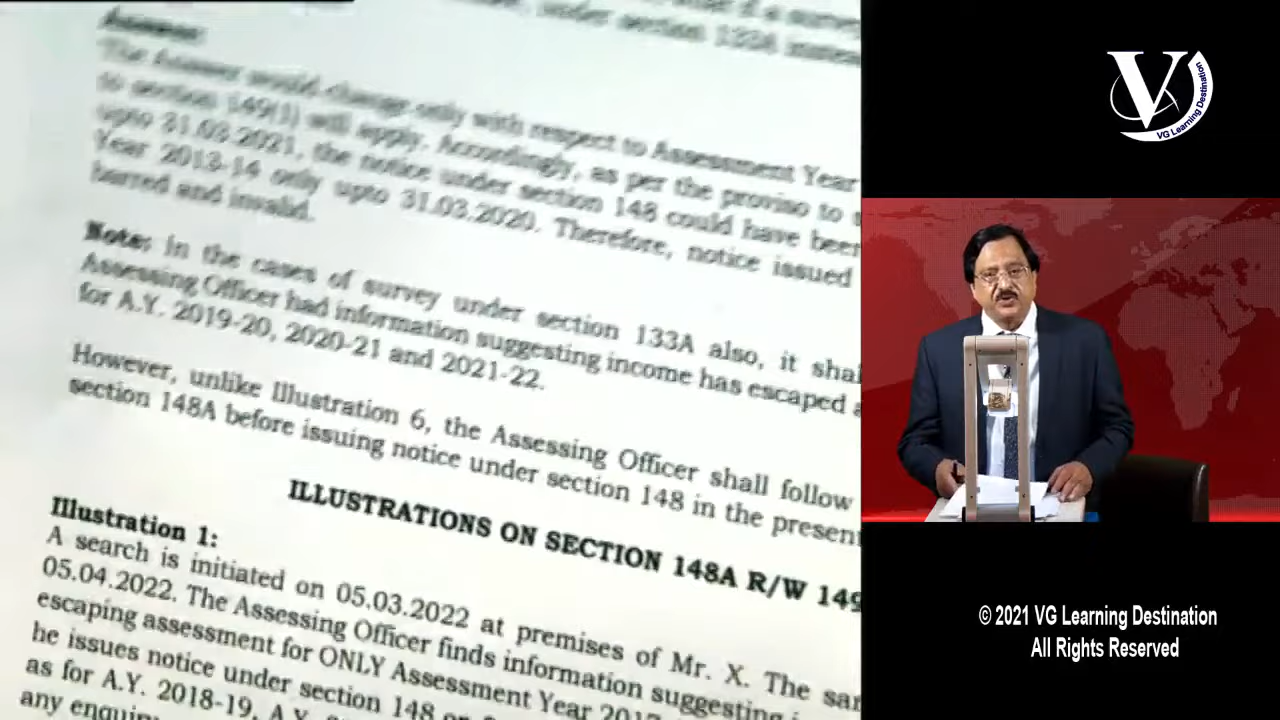 under section 133A
Answer:
The Answer would change only with respect to Assessment Year
to section 149(1) will apply. Accordingly, as per the proviso to
upto 31.03.2021, the notice under section 148 could have been
Year 2013-14 only upto 31.03.2020. Therefore, notice issued
barred and invalid.
Note: In the cases of survey under section 133A also, it shal
Assessing Officer had information suggesting income has escaped a
for A.Y. 2019-20, 2020-21 and 2021-22.
However, unlike Illustration 6, the Assessing Officer shall follow
section 148A before issuing notice under section 148 in the present
ILLUSTRATIONS ON SECTION 148A R/W 149
Illustration 1:
A search is initiated on 05.03.2022 at premises of Mr. X. The sam
05.04.2022. The Assessing Officer finds information suggesting i
escaping assessment for ONLY Assessment Year 2017
he issues notice under section 148 on
as for A.Y. 2018-19, A.Y.
any enquir
V
VG Learning Destination
© 2021 VG Learning Destination
All Rights Reserved